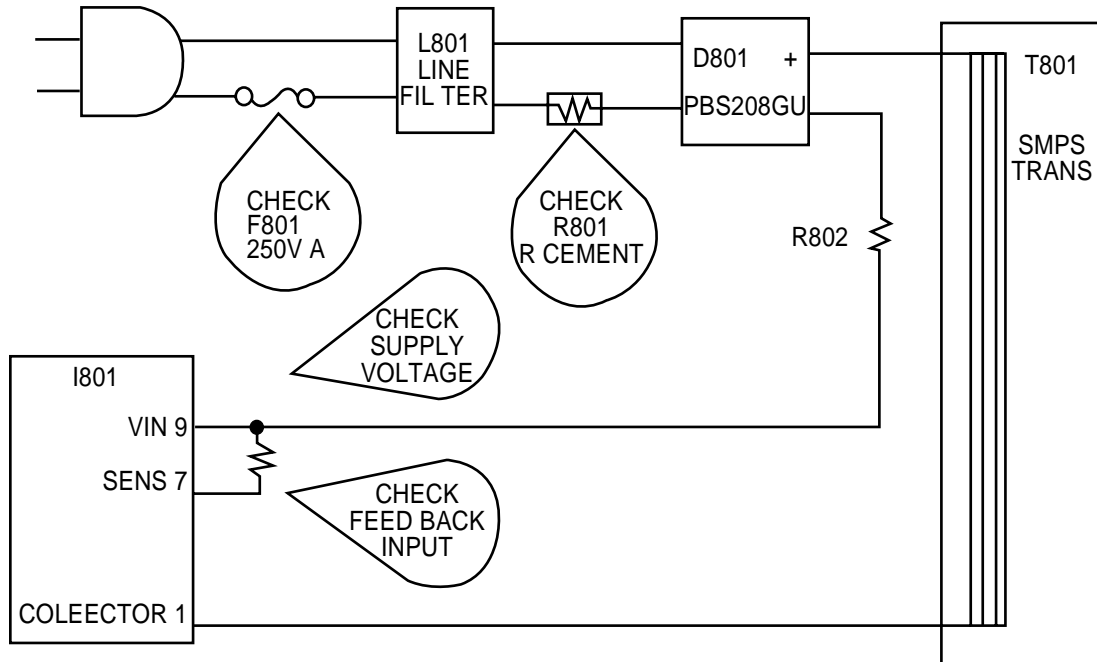 L801
LINE
FIL TER
D801 +
PBS208GU
T801
SMPS
TRANS
CHECK
F801
250V A
CHECK
R801
R CEMENT
R802
CHECK
SUPPLY
VOLTAGE
I801
VIN 9
SENS 7
COLEECTOR 1
CHECK
FEED BACK
INPUT